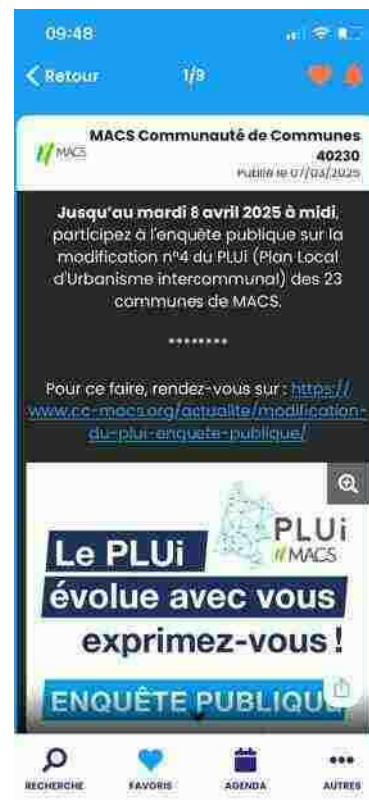 09:48
Retour
1/9
MACS
MACS Communauté de Communes
40230
Publié le 07/03/2025
Jusqu'au mardi 8 avril 2025 à midi,
participez à l'enquête publique sur la
modification n°4 du PLUi (Plan Local
d'Urbanisme intercommunal) des 23
communes de MACS.
********
Pour ce faire, rendez-vous sur : https://
www.cc-macs.org/actualite/modification-
du-plui-enquete-publique/
PLUi
MACS
Le PLUi
évolue avec vous
exprimez-vous !
ENQUÊTE PUBLIQU
RECHERCHE
FAVORIS
AGENDA
AUTRES